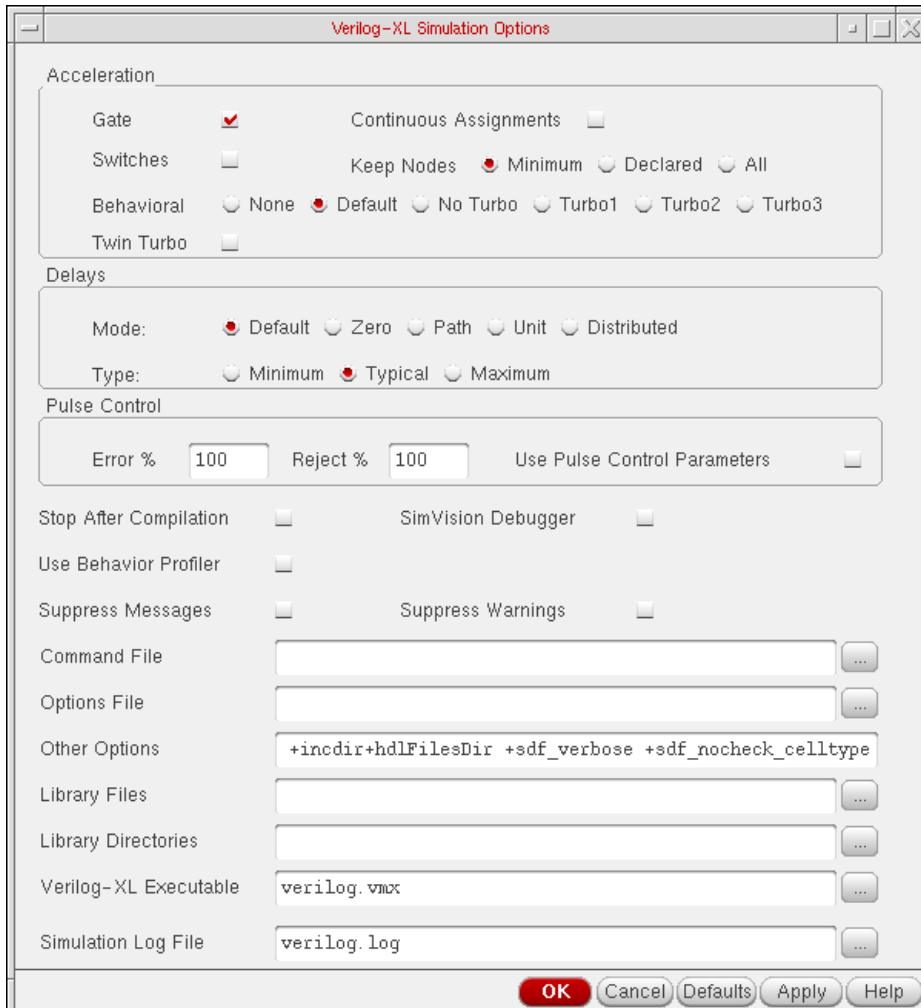 Verilog-XL Simulation Options
Acceleration
Gate Continuous Assignments
Switches Keep Nodes Minimum Declared All
Behavioral None Default No Turbo Turbo1 Turbo2 Turbo3
Twin Turbo
Delays
Mode: Default Zero Path Unit Distributed
Type: Minimum Typical Maximum
Pulse Control
Error % 100 Reject % 100 Use Pulse Control Parameters
Stop After Compilation SimVision Debugger
Use Behavior Profiler
Suppress Messages Suppress Warnings
Command File ...
Options File ...
Other Options +incdir+hdlFilesDir +sdf_verbose +sdf_nocheck_celltype
Library Files ...
Library Directories ...
Verilog-XL Executable verilog.vmx ...
Simulation Log File verilog.log ...
OK Cancel Defaults Apply Help